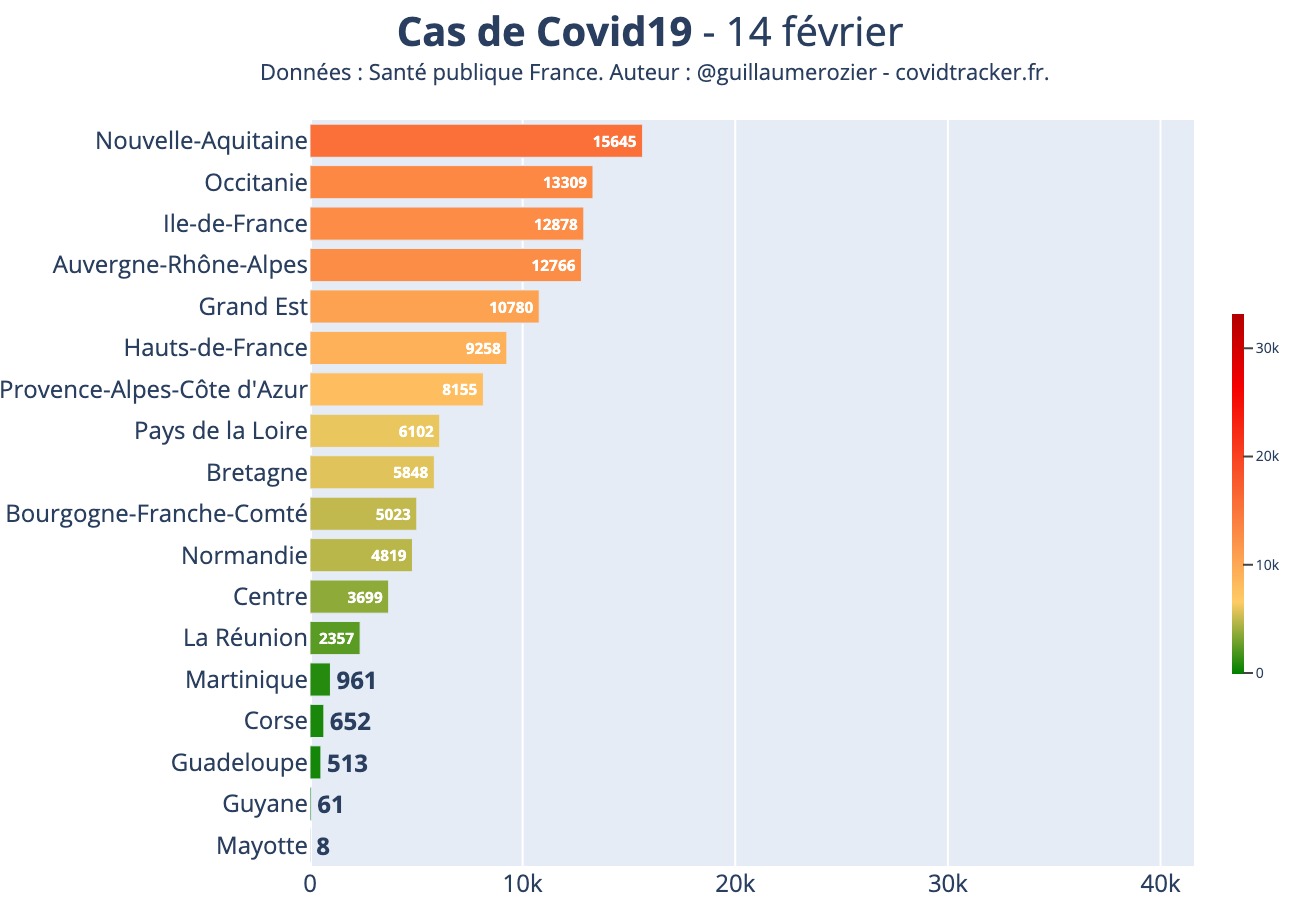 Cas de Covid19 - 14 février
Données : Santé publique France. Auteur : @guillaumerozier - covidtracker.fr.
Nouvelle-Aquitaine 15645
Occitanie 13309
Ile-de-France 12878
Auvergne-Rhône-Alpes 12766
Grand Est 10780
Hauts-de-France 9258
Provence-Alpes-Côte d'Azur 8155
Pays de la Loire 6102
Bretagne 5848
Bourgogne-Franche-Comté 5023
Normandie 4819
Centre 3699
La Réunion 2357
Martinique 961
Corse 652
Guadeloupe 513
Guyane 61
Mayotte 8
0 10k 20k 30k 40k
30k
20k
10k
0